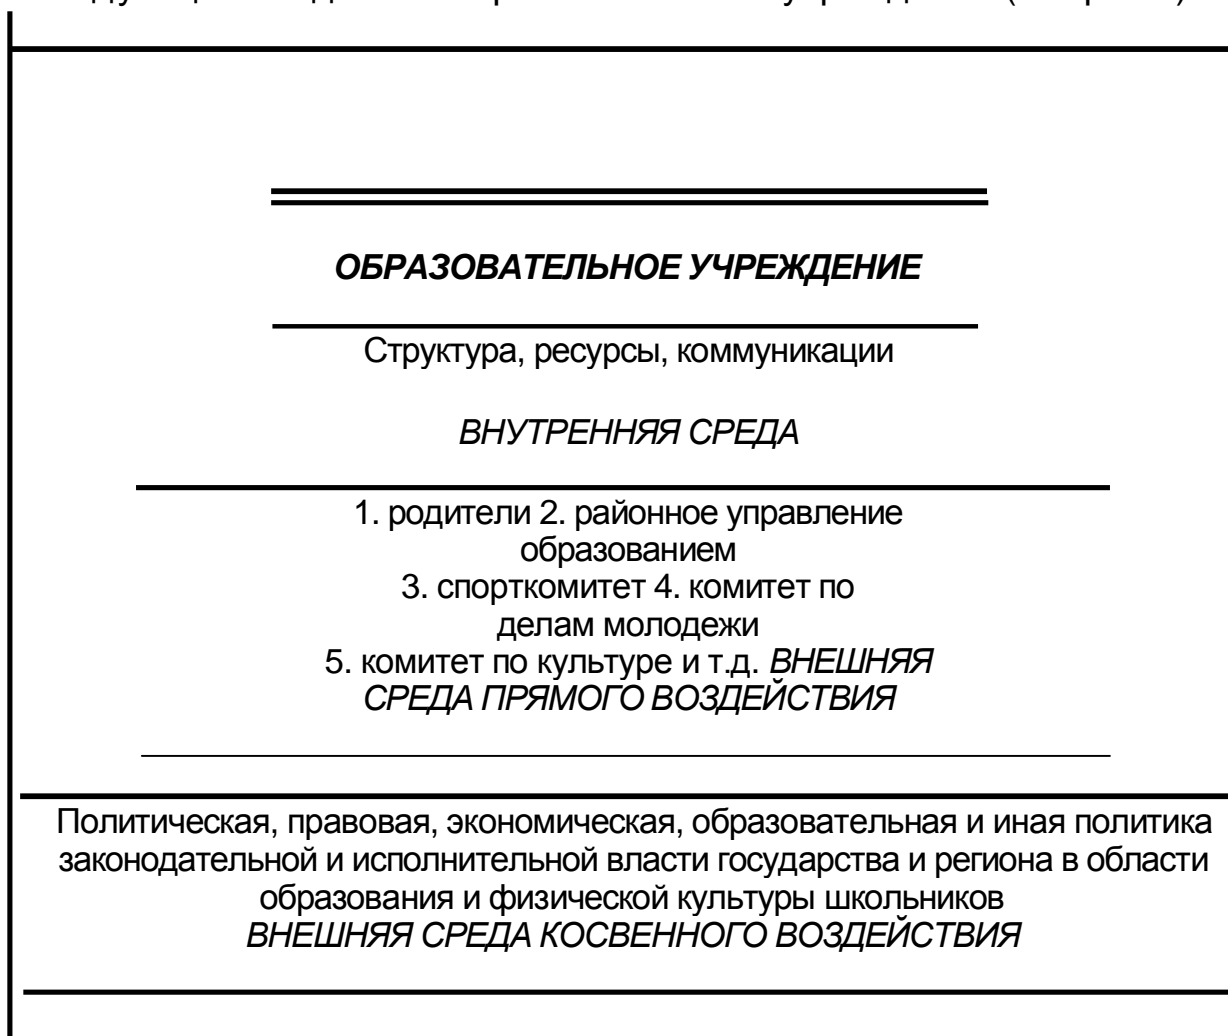 ОБРАЗОВАТЕЛЬНОЕ УЧРЕЖДЕНИЕ
Структура, ресурсы, коммуникации
ВНУТРЕННЯЯ СРЕДА
1. родители 2. районное управление
образованием
3. спорткомитет 4. комитет по
делам молодежи
5. комитет по культуре и т.д. ВНЕШНЯЯ
СРЕДА ПРЯМОГО ВОЗДЕЙСТВИЯ
Политическая, правовая, экономическая, образовательная и иная политика
законодательной и исполнительной власти государства и региона в области
образования и физической культуры школьников
ВНЕШНЯЯ СРЕДА КОСВЕННОГО ВОЗДЕЙСТВИЯ